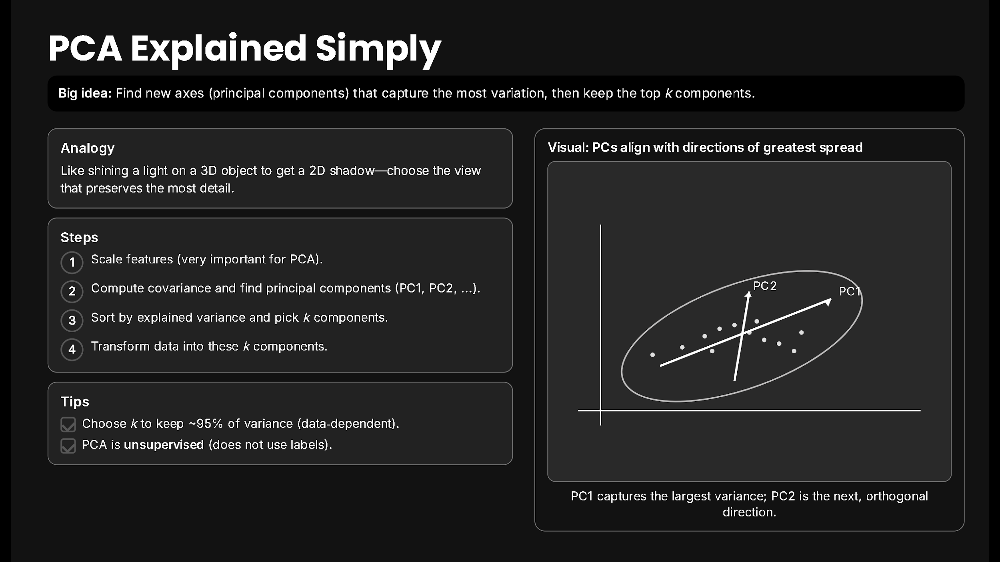 PCA Explained Simply
Big idea: Find new axes (principal components) that capture the most variation, then keep the top k components.
Analogy
Like shining a light on a 3D object to get a 2D shadow—choose the view
that preserves the most detail.
Steps
1 Scale features (very important for PCA).
2 Compute covariance and find principal components (PC1, PC2, ...).
3 Sort by explained variance and pick k components.
4 Transform data into these k components.
Tips
Choose k to keep ~95% of variance (data-dependent).
PCA is unsupervised (does not use labels).
Visual: PCs align with directions of greatest spread
PC2
PC1
PC1 captures the largest variance; PC2 is the next, orthogonal
direction.